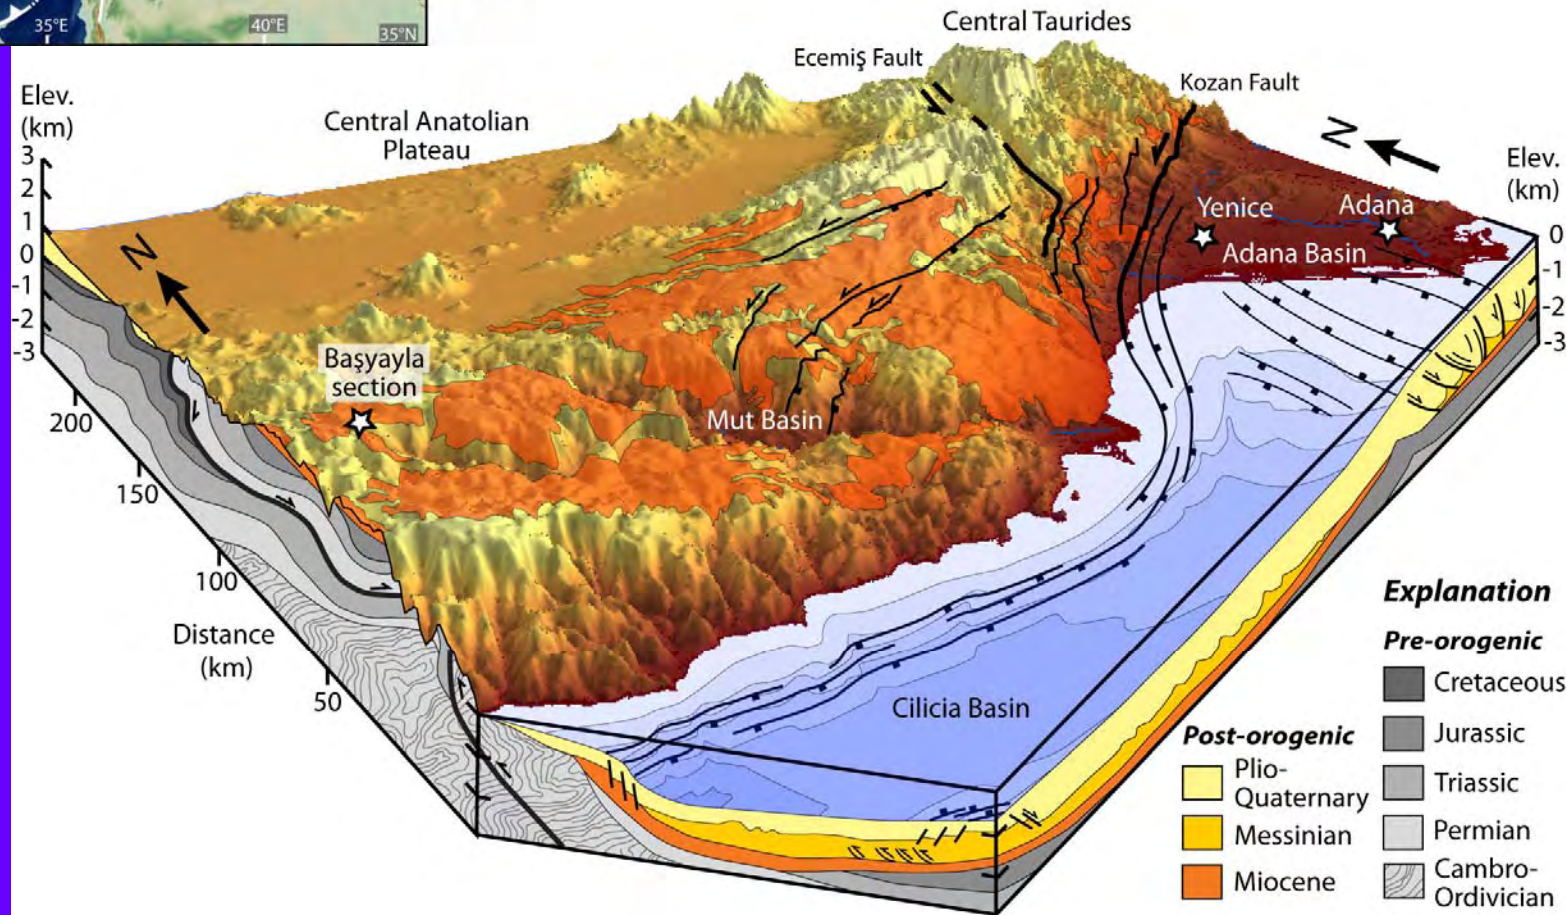 35°E
40°E
35°N
Central Taurides
Ecemiş Fault
Kozan Fault
Elev.
(km)
3
2
1
0
-1
-2
-3
Central Anatolian
Plateau
N
N
Elev.
(km)
0
-1
-2
-3
Yenice
Adana
Adana Basin
Başyayla
section
Mut Basin
200
150
100
50
Distance
(km)
Cilicia Basin
Explanation
Pre-orogenic
Cretaceous
Jurassic
Triassic
Permian
Cambro-
Ordivician
Post-orogenic
Plio-
Quaternary
Messinian
Miocene